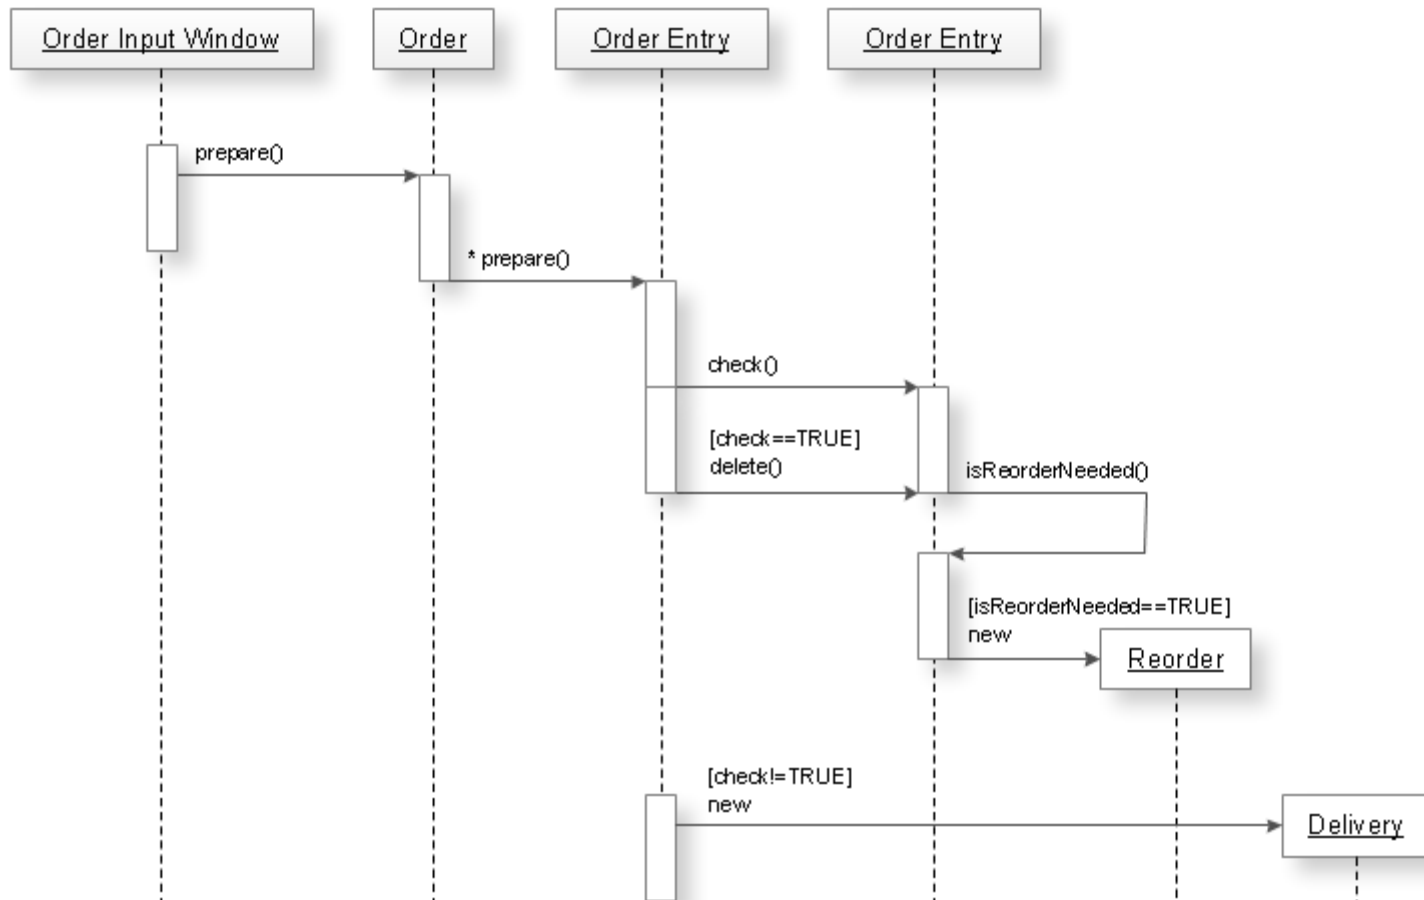 Order Input Window
Order
Order Entry
Order Entry
prepare()
* prepare()
check()
[check==TRUE]
delete()
isReorderNeeded()
[isReorderNeeded==TRUE]
new
Reorder
[check!=TRUE]
new
Delivery